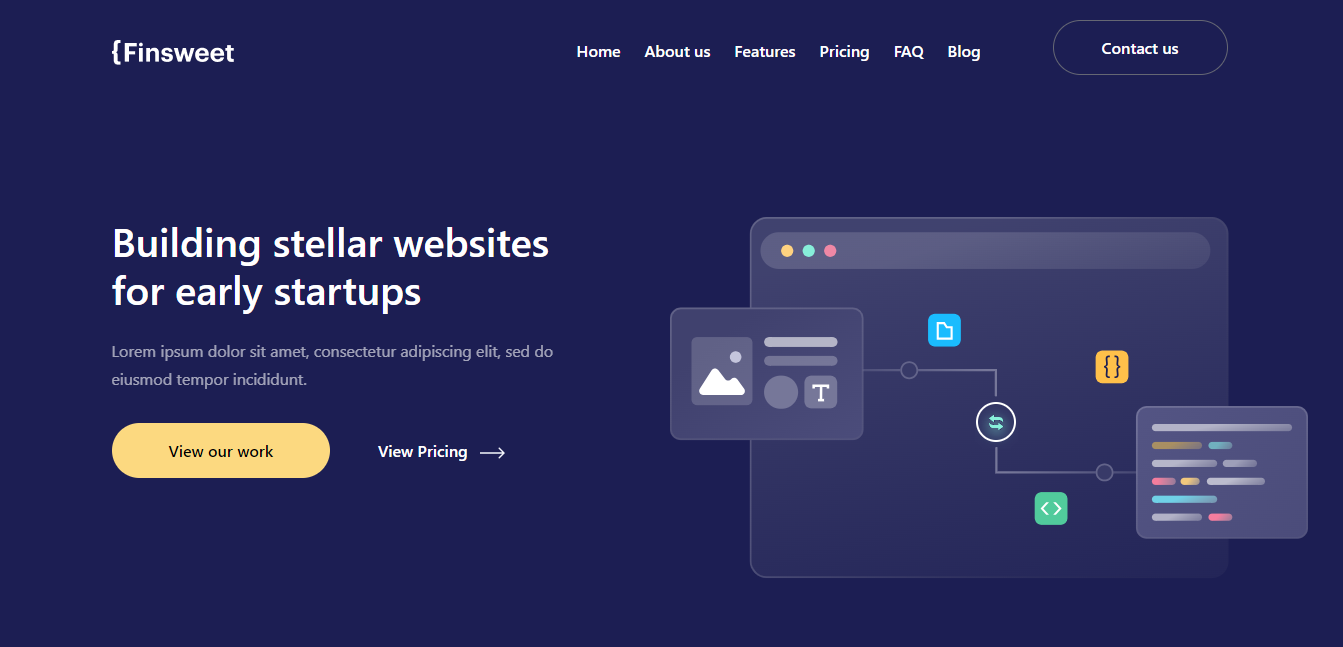 {Finsweet
Home About us Features Pricing FAQ Blog
Contact us
Building stellar websites
for early startups
Lorem ipsum dolor sit amet, consectetur adipiscing elit, sed do
eiusmod tempor incididunt.
View our work
View Pricing →
T
{ }
< >